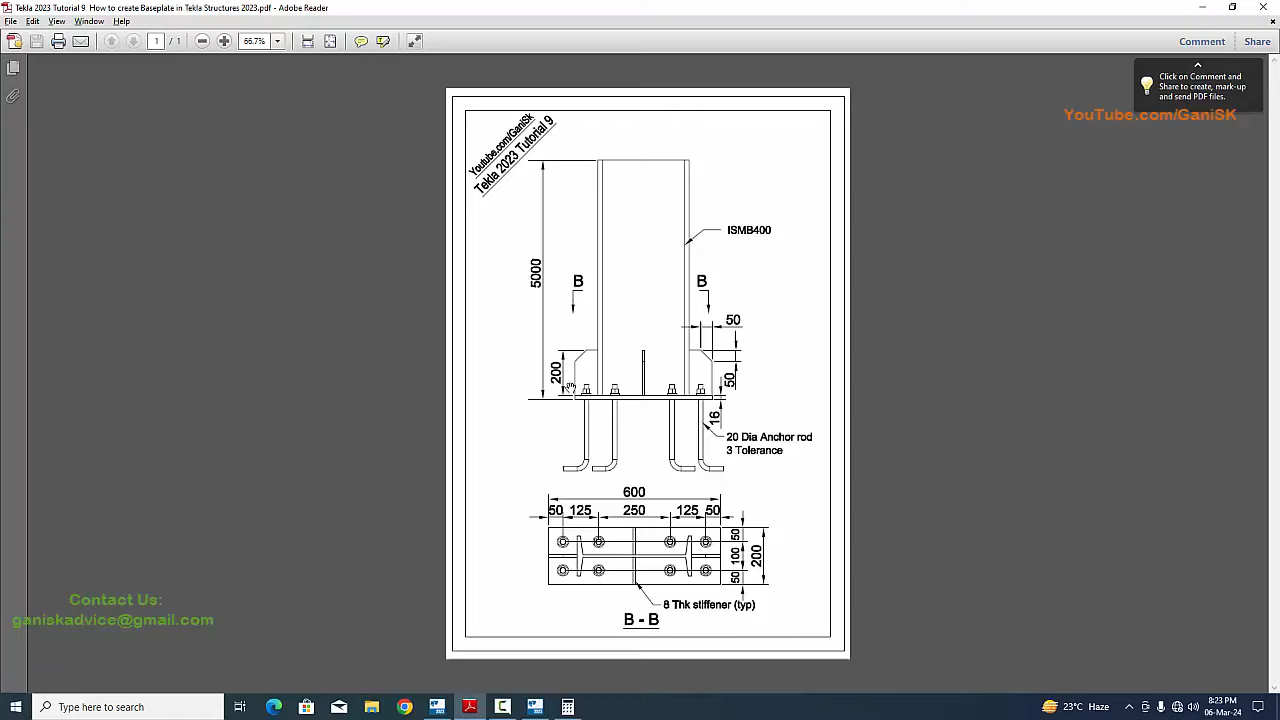 Tekla 2023 Tutorial 9 How to create Baseplate in Tekla Structures 2023.pdf - Adobe Reader
File Edit View Window Help
1 / 1 66.7% Comment Share
Click on Comment and
Share to create, mark-up
and send PDF files.
YouTube.com/GaniSK
Youtube.com/GaniSk
Tekla 2023 Tutorial 9
ISMB400
5000
B B
50
200
50
16
20 Dia Anchor rod
3 Tolerance
600
50 125 250 125 50
50
100
50
200
8 Thk stiffener (typ)
B - B
Contact Us:
ganiskadvice@gmail.com
Type here to search
23°C Haze
8:23 PM
06-Mar-24